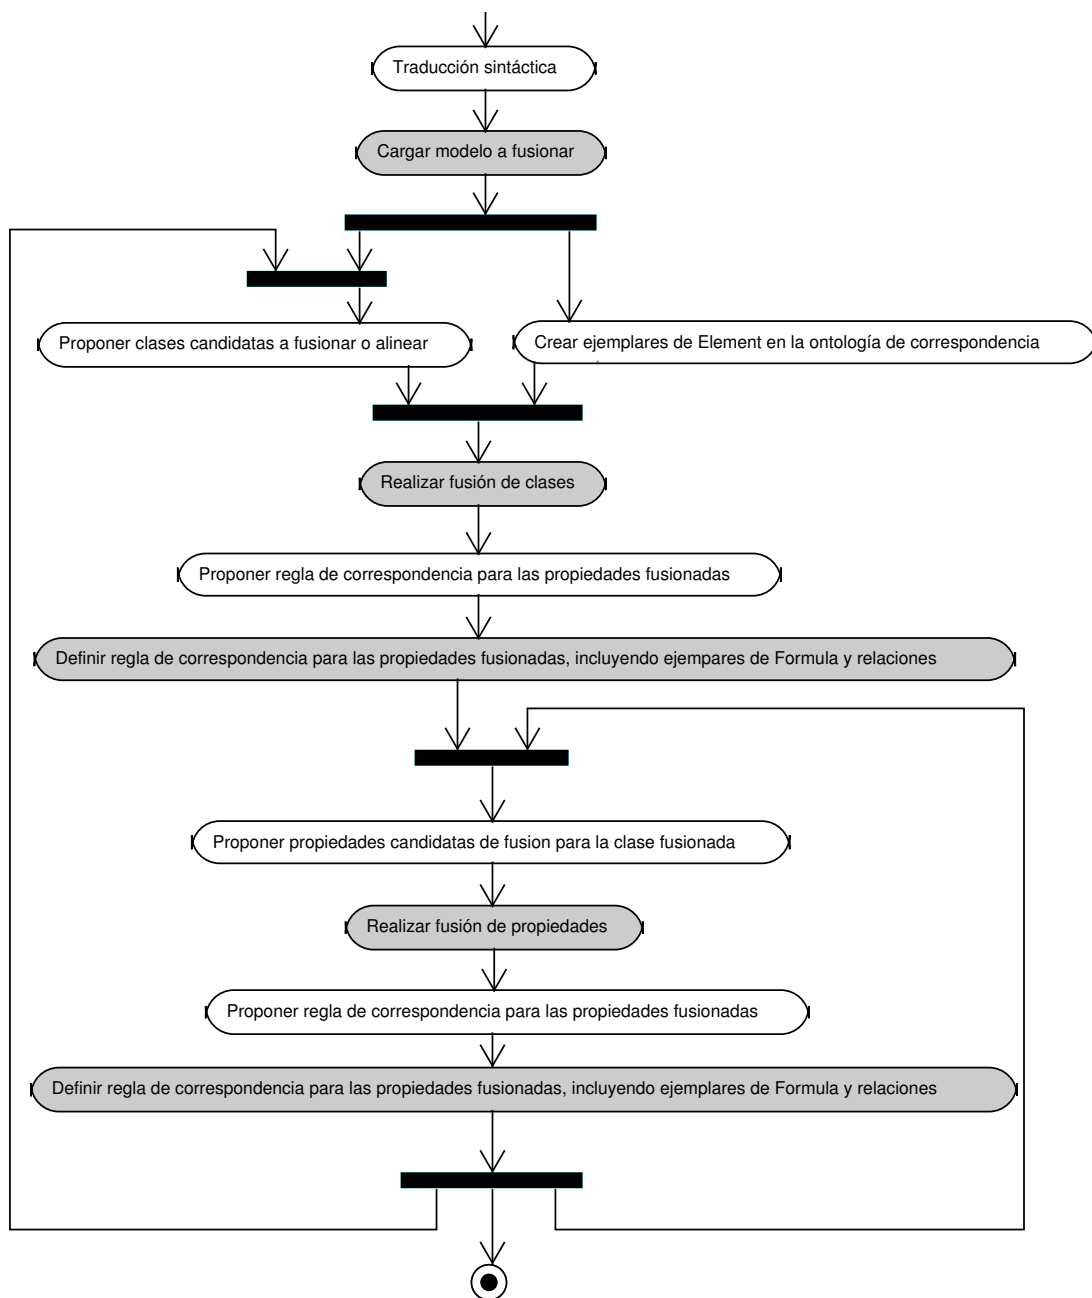 Traducción sintáctica
Cargar modelo a fusionar
Proponer clases candidatas a fusionar o alinear
Crear ejemplares de Element en la ontología de correspondencia
Realizar fusión de clases
Proponer regla de correspondencia para las propiedades fusionadas
Definir regla de correspondencia para las propiedades fusionadas, incluyendo ejempares de Formula y relaciones
Proponer propiedades candidatas de fusion para la clase fusionada
Realizar fusión de propiedades
Proponer regla de correspondencia para las propiedades fusionadas
Definir regla de correspondencia para las propiedades fusionadas, incluyendo ejemplares de Formula y relaciones